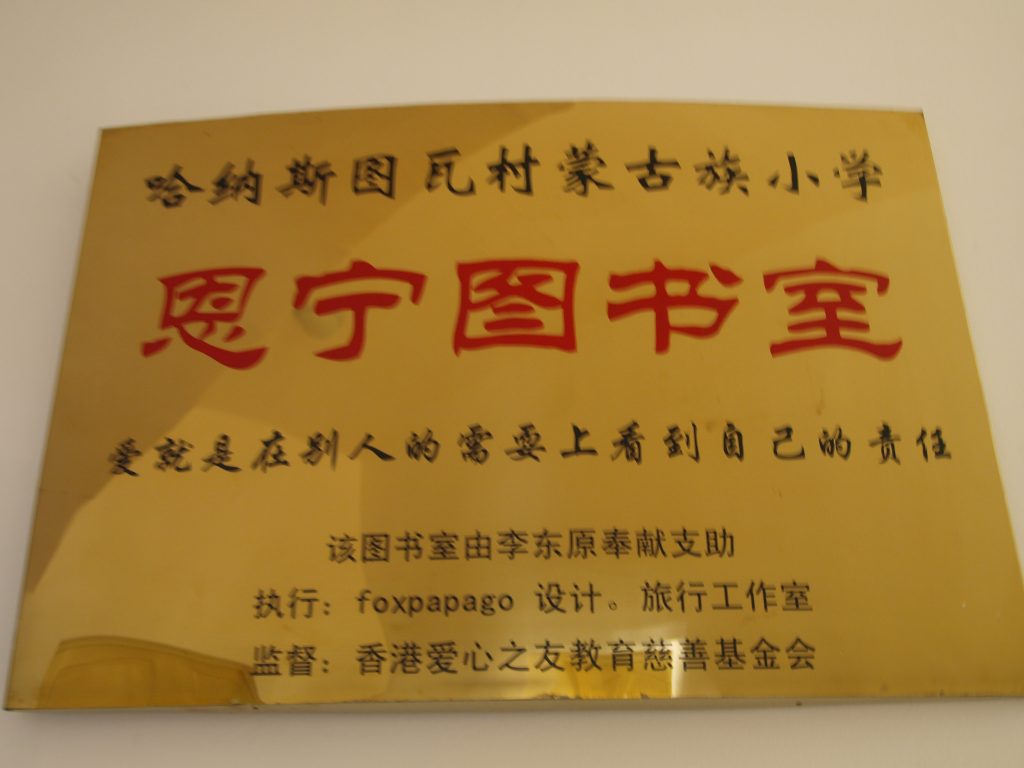 哈纳斯图瓦村蒙古族小学
恩宁图书室
爱就是在别人的需要上看到自己的责任
该图书室由李东原奉献支助
执行：foxpapago 设计。旅行工作室
监督：香港爱心之友教育慈善基金会